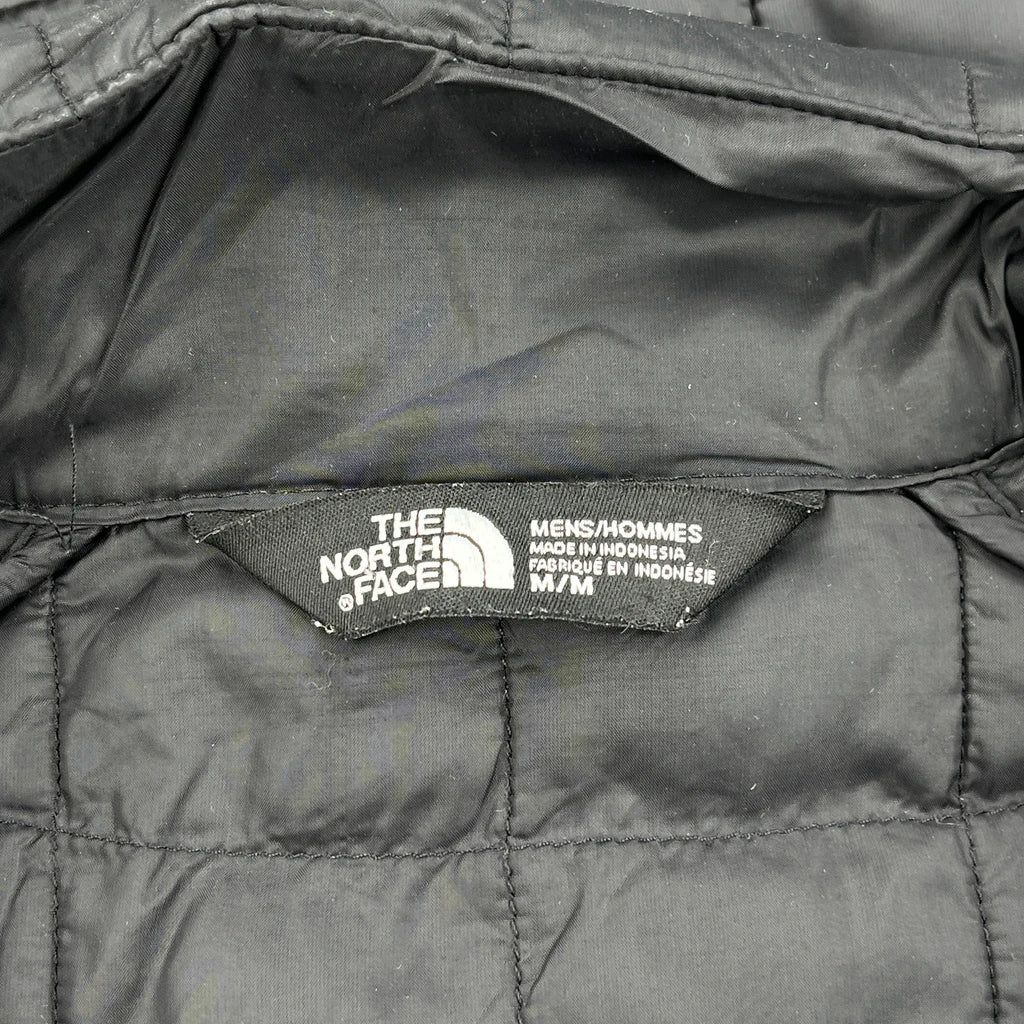 THE
NORTH
FACE
®
MENS/HOMMES
MADE IN INDONESIA
FABRIQUÉ EN INDONÉSIE
M/M